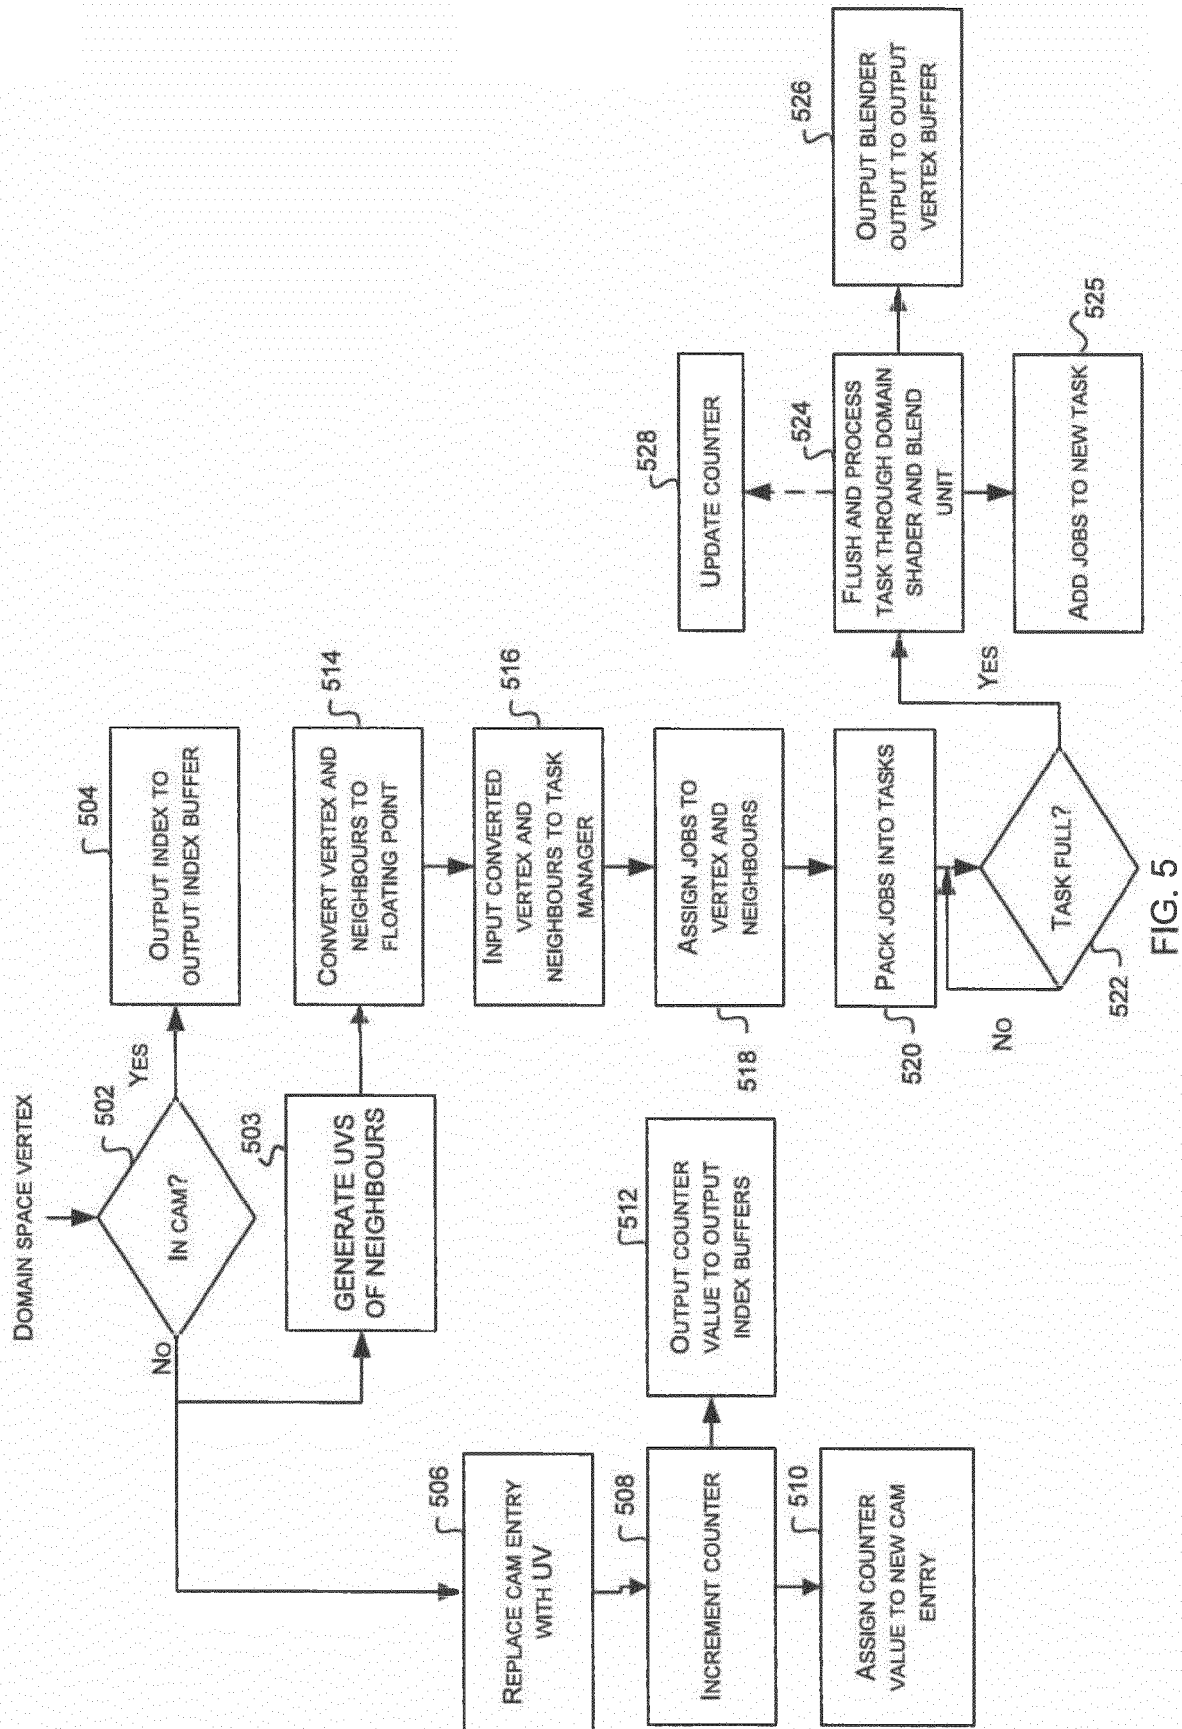 DOMAIN SPACE VERTEX
IN CAM?
502
YES
NO
OUTPUT INDEX TO
OUTPUT INDEX BUFFER
504
GENERATE UVS
OF NEIGHBOURS
503
CONVERT VERTEX AND
NEIGHBOURS TO
FLOATING POINT
514
REPLACE CAM ENTRY
WITH UV
506
INPUT CONVERTED
VERTEX AND
NEIGHBOURS TO TASK
MANAGER
516
INCREMENT COUNTER
508
OUTPUT COUNTER
VALUE TO OUTPUT
INDEX BUFFERS
512
ASSIGN COUNTER
VALUE TO NEW CAM
ENTRY
510
ASSIGN JOBS TO
VERTEX AND
NEIGHBOURS
518
PACK JOBS INTO TASKS
520
TASK FULL?
522
NO
YES
FLUSH AND PROCESS
TASK THROUGH DOMAIN
SHADER AND BLEND
UNIT
524
UPDATE COUNTER
528
ADD JOBS TO NEW TASK
525
OUTPUT BLENDER
OUTPUT TO OUTPUT
VERTEX BUFFER
526
FIG. 5